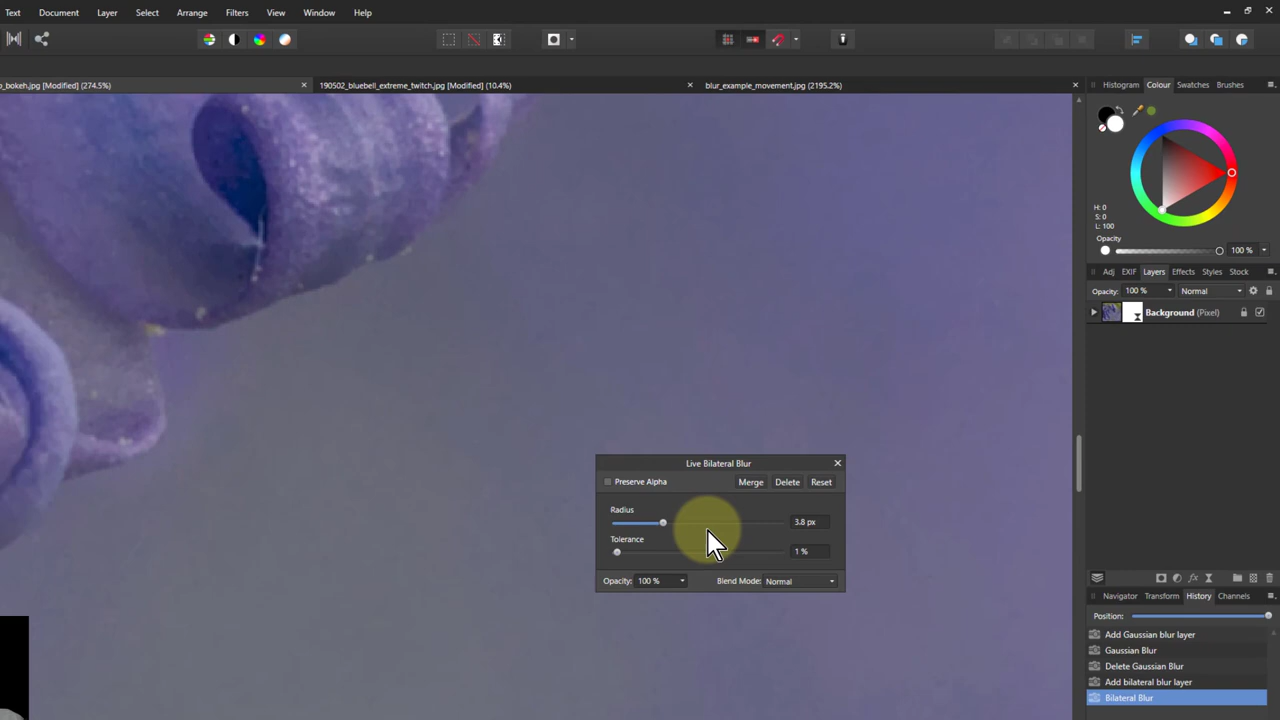 Text Document Layer Select Arrange Filters View Window Help
o_bokeh.jpg [Modified] (274.5%) 190502_bluebell_extreme_twitch.jpg [Modified] (10.4%) blur_example_movement.jpg (2195.2%)
Histogram Colour Swatches Brushes
H: 0
S: 0
L: 100
Opacity
100 %
Adj EXIF Layers Effects Styles Stock
Opacity: 100 % Normal
Background (Pixel)
Live Bilateral Blur
Preserve Alpha Merge Delete Reset
Radius
3.8 px
Tolerance
1 %
Opacity: 100 % Blend Mode: Normal
Navigator Transform History Channels
Position:
Add Gaussian blur layer
Gaussian Blur
Delete Gaussian Blur
Add bilateral blur layer
Bilateral Blur